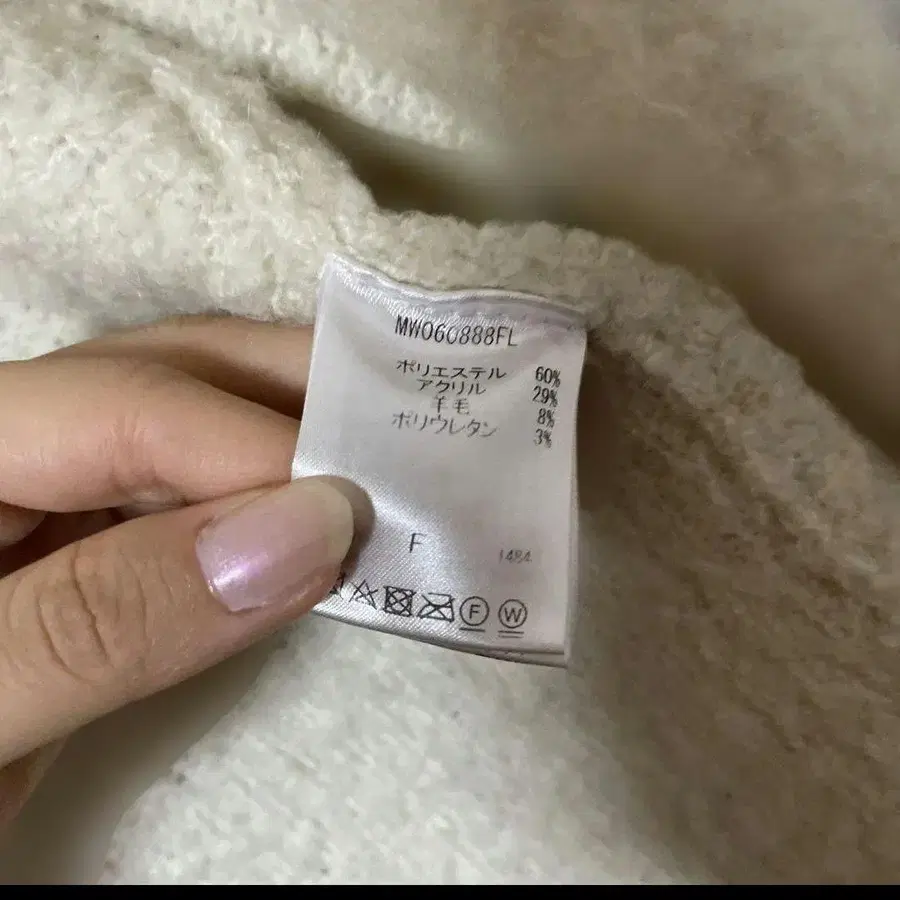 MW060888FL
ポリエステル 60%
アクリル 29%
羊毛 8%
ポリウレタン 3%
F 1484
F W